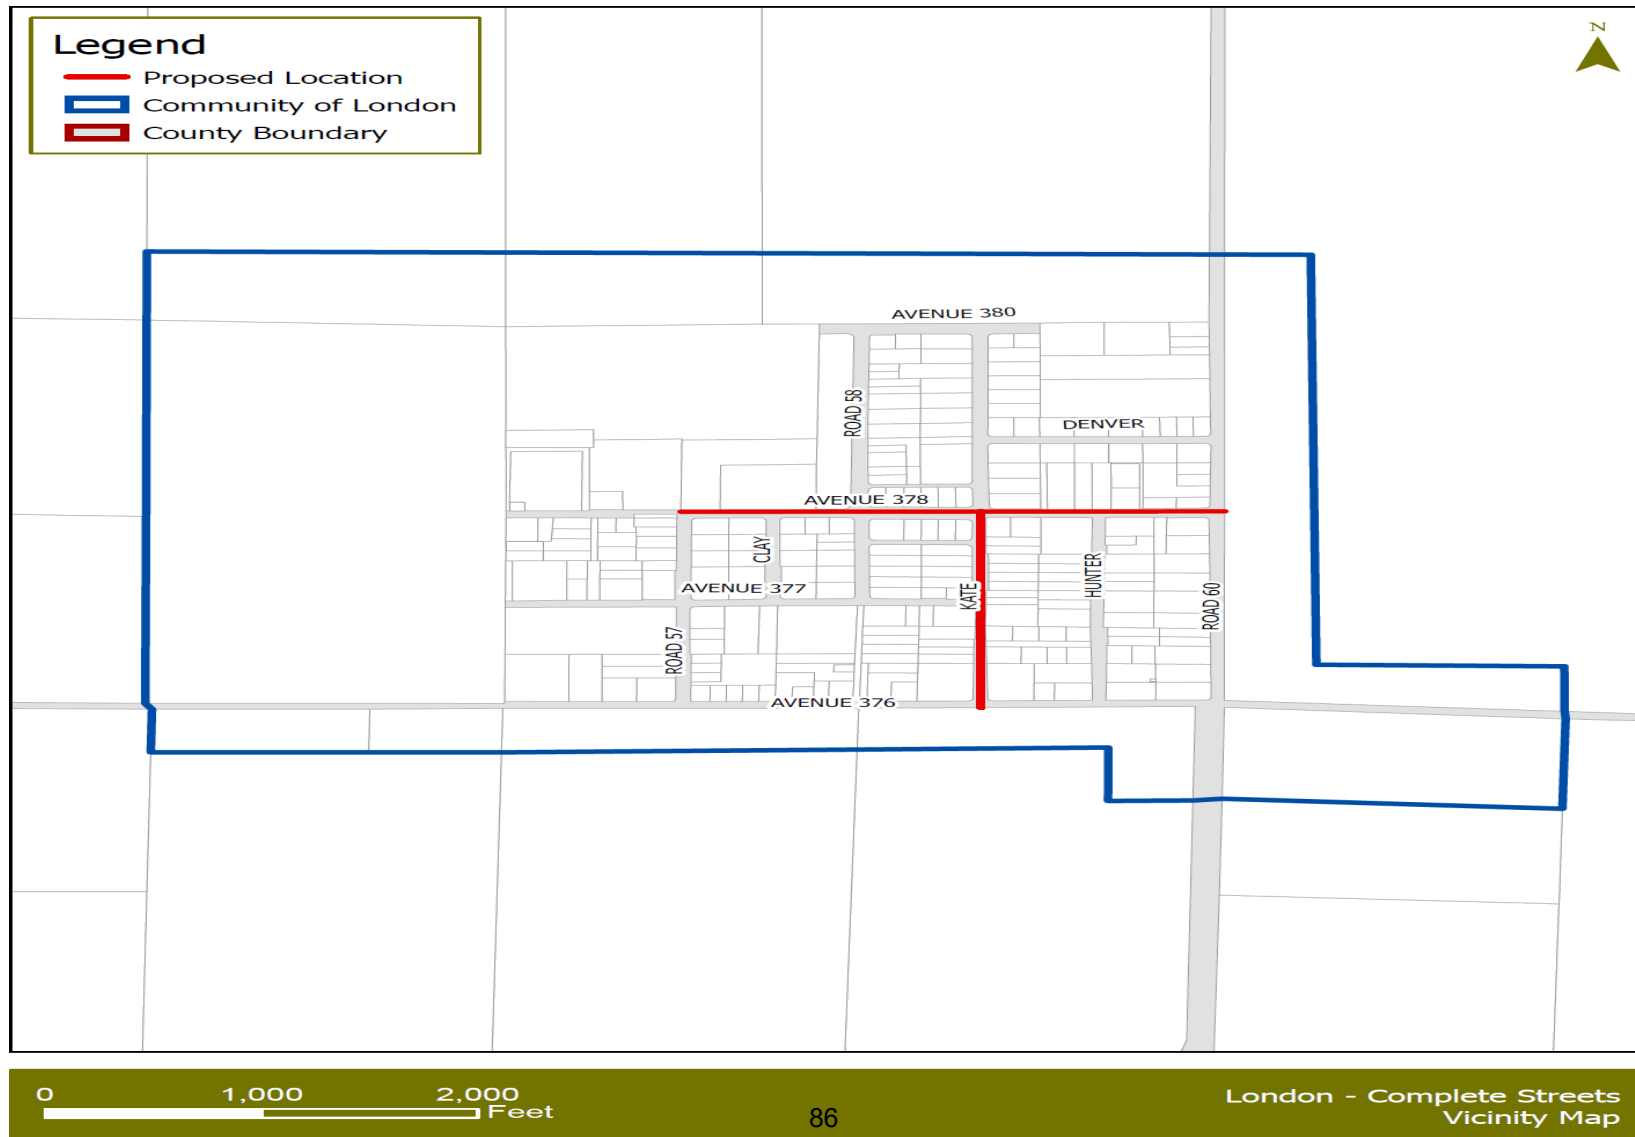 Legend
Proposed Location
Community of London
County Boundary
N
AVENUE 380
ROAD 58
DENVER
AVENUE 378
CLAY
AVENUE 377
KATE
HUNTER
ROAD 60
ROAD 57
AVENUE 376
0 1,000 2,000
Feet
86
London - Complete Streets
Vicinity Map